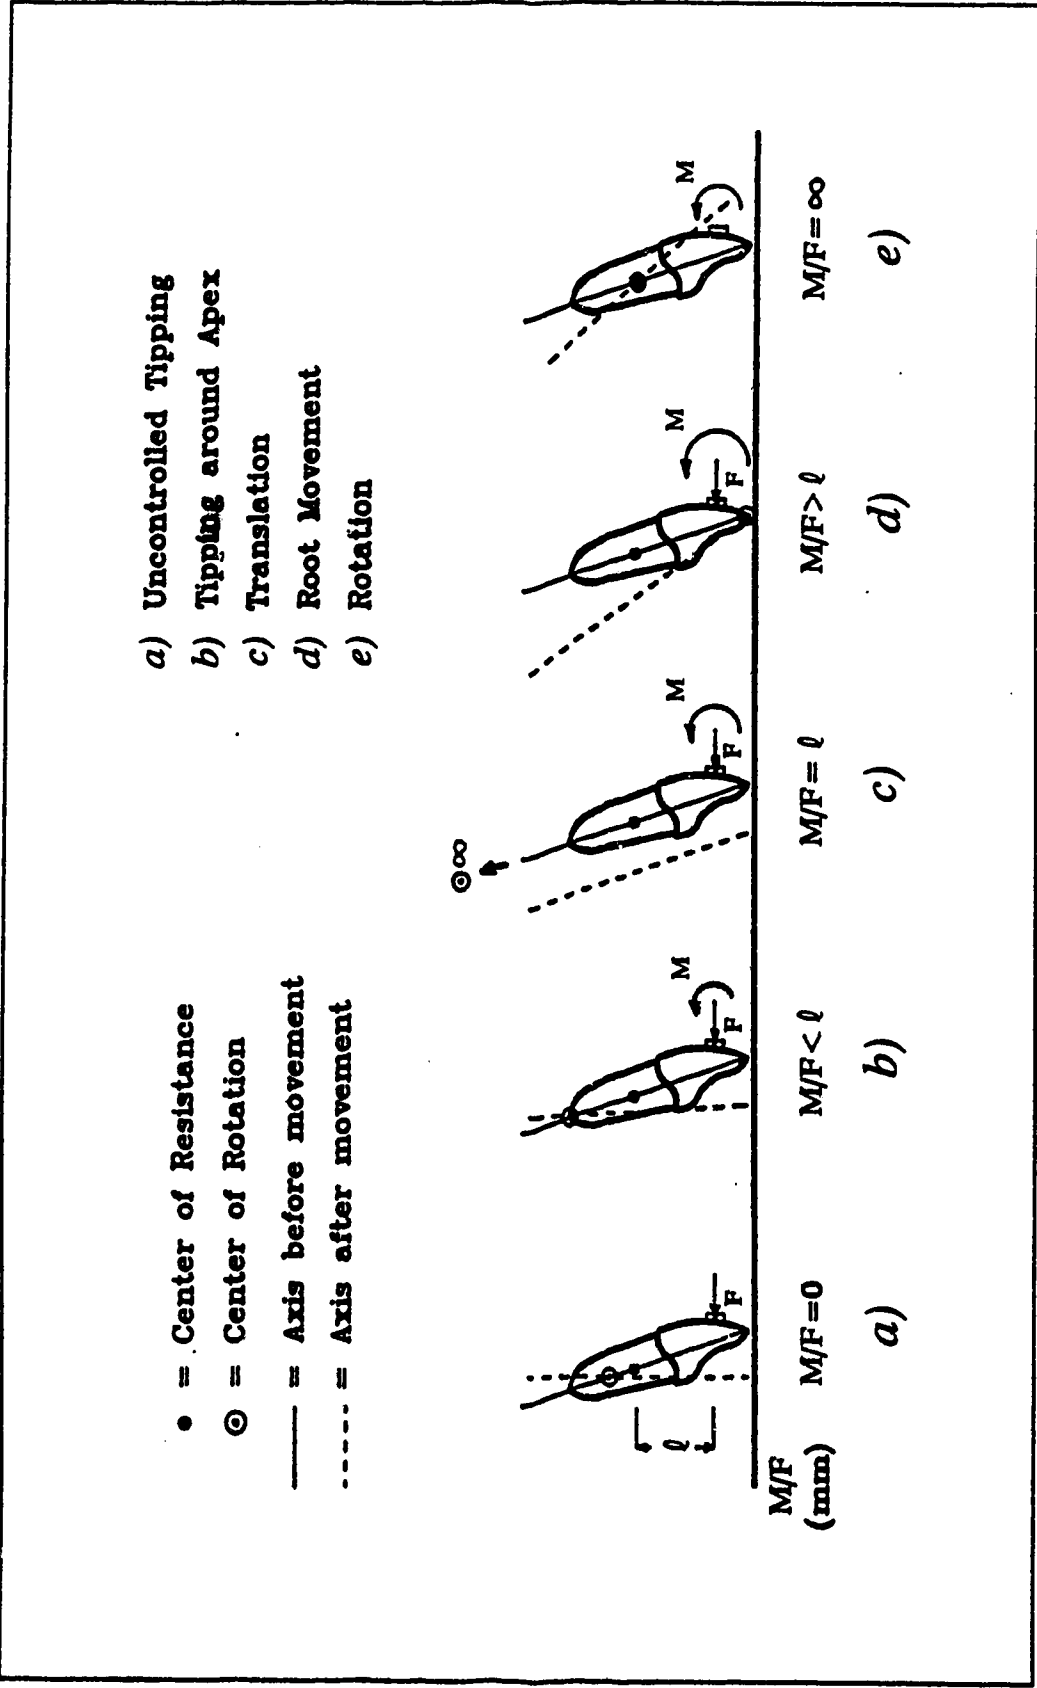 ● = Center of Resistance
⊙ = Center of Rotation
—— = Axis before movement
----- = Axis after movement
a) Uncontrolled Tipping
b) Tipping around Apex
c) Translation
d) Root Movement
e) Rotation
⊙∞
ℓ
F
F
M
F
M
F
M
M
M/F
(mm)
M/F=0
M/F<ℓ
M/F=ℓ
M/F>ℓ
M/F=∞
a)
b)
c)
d)
e)